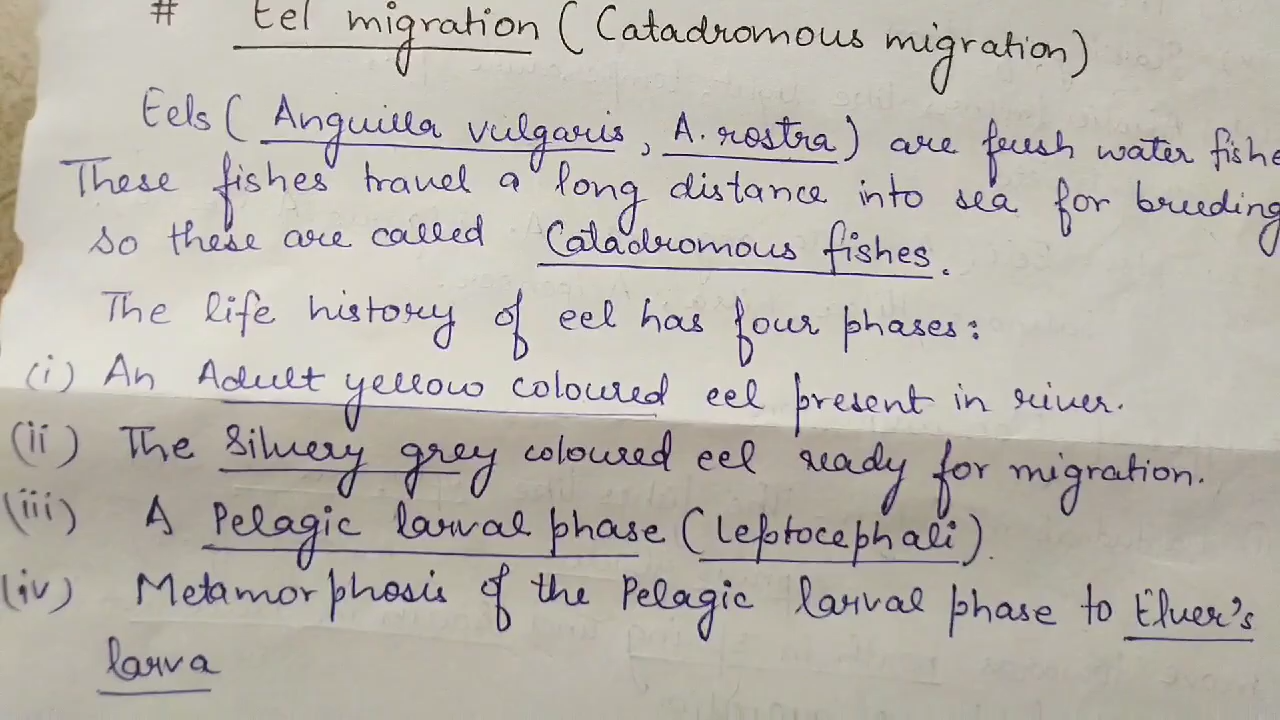 # Eel migration (Catadromous migration)
Eels ( Anguilla vulgaris, A. rostra) are fresh water fishe
These fishes travel a long distance into sea for breeding
so these are called Catadromous fishes.
The life history of eel has four phases:
(i) An Adult yellow coloured eel present in river.
(ii) The Silvery grey coloured eel ready for migration.
(iii) A Pelagic larval phase (leptocephali).
(iv) Metamorphosis of the Pelagic larval phase to Elver's
larva